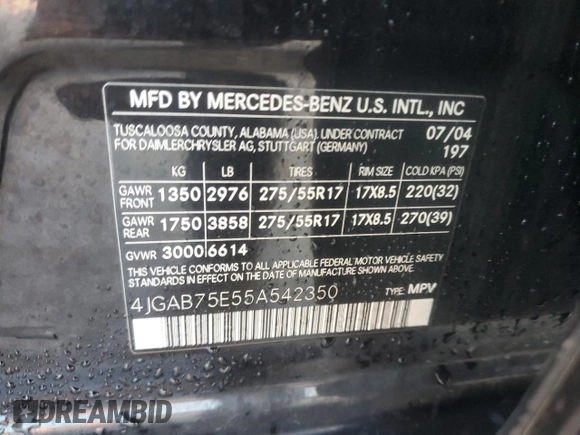 MFD BY MERCEDES-BENZ U.S. INTL., INC
TUSCALOOSA COUNTY, ALABAMA (USA). UNDER CONTRACT 07/04
FOR DAIMLERCHRYSLER AG, STUTTGART (GERMANY) 197
KG LB TIRES RIM SIZE COLD KPA (PSI)
GAWR FRONT 1350 2976 275/55R17 17X8.5 220(32)
GAWR REAR 1750 3858 275/55R17 17X8.5 270(39)
GVWR 3000 6614
THIS VEHICLE CONFORMS TO ALL APPLICABLE FEDERAL MOTOR VEHICLE SAFETY
STANDARDS IN EFFECT ON THE DATE OF MANUFACTURE SHOWN ABOVE.
4JGAB75E55A542350 TYPE: MPV
DREAMBID